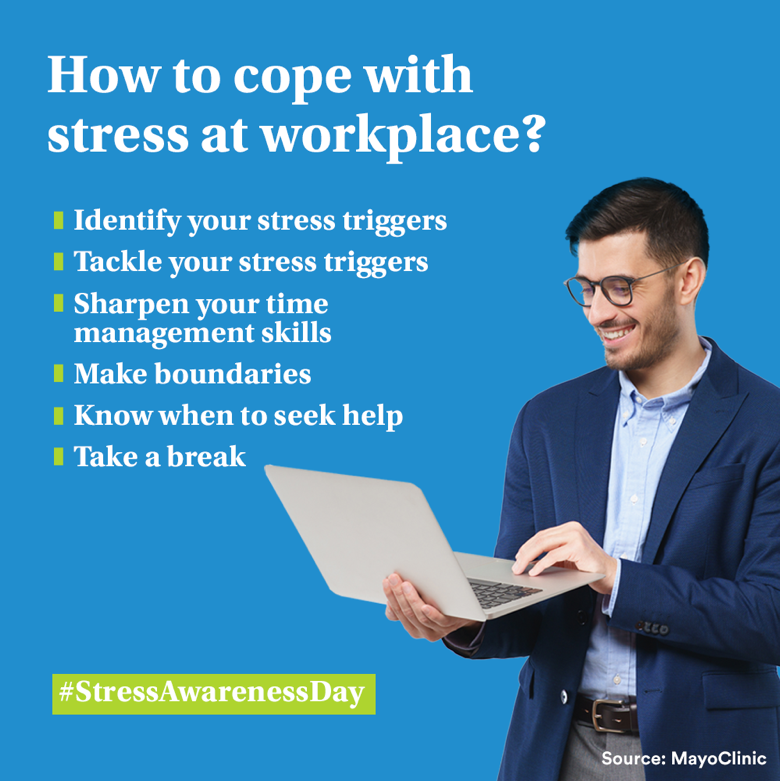 How to cope with
stress at workplace?
Identify your stress triggers
Tackle your stress triggers
Sharpen your time
management skills
Make boundaries
Know when to seek help
Take a break
#StressAwarenessDay
Source: MayoClinic